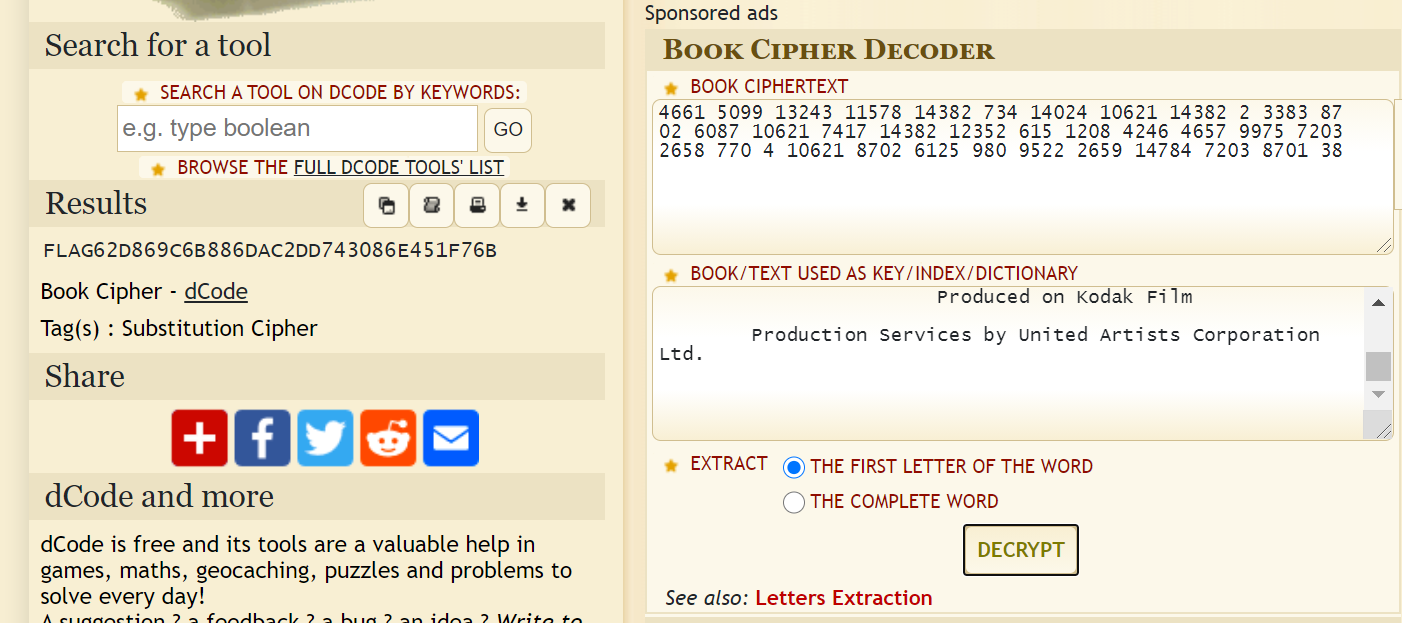 Search for a tool
SEARCH A TOOL ON DCODE BY KEYWORDS:
e.g. type boolean
GO
BROWSE THE FULL DCODE TOOLS' LIST
Results
FLAG62D869C6B886DAC2DD743086E451F76B
Book Cipher - dCode
Tag(s) : Substitution Cipher
Share
dCode and more
dCode is free and its tools are a valuable help in
games, maths, geocaching, puzzles and problems to
solve every day!
A suggestion ? a feedback ? a bug ? an idea ? Write to
Sponsored ads
BOOK CIPHER DECODER
BOOK CIPHERTEXT
4661 5099 13243 11578 14382 734 14024 10621 14382 2 3383 87
02 6087 10621 7417 14382 12352 615 1208 4246 4657 9975 7203
2658 770 4 10621 8702 6125 980 9522 2659 14784 7203 8701 38
BOOK/TEXT USED AS KEY/INDEX/DICTIONARY
Produced on Kodak Film
Production Services by United Artists Corporation
Ltd.
EXTRACT
THE FIRST LETTER OF THE WORD
THE COMPLETE WORD
DECRYPT
See also: Letters Extraction